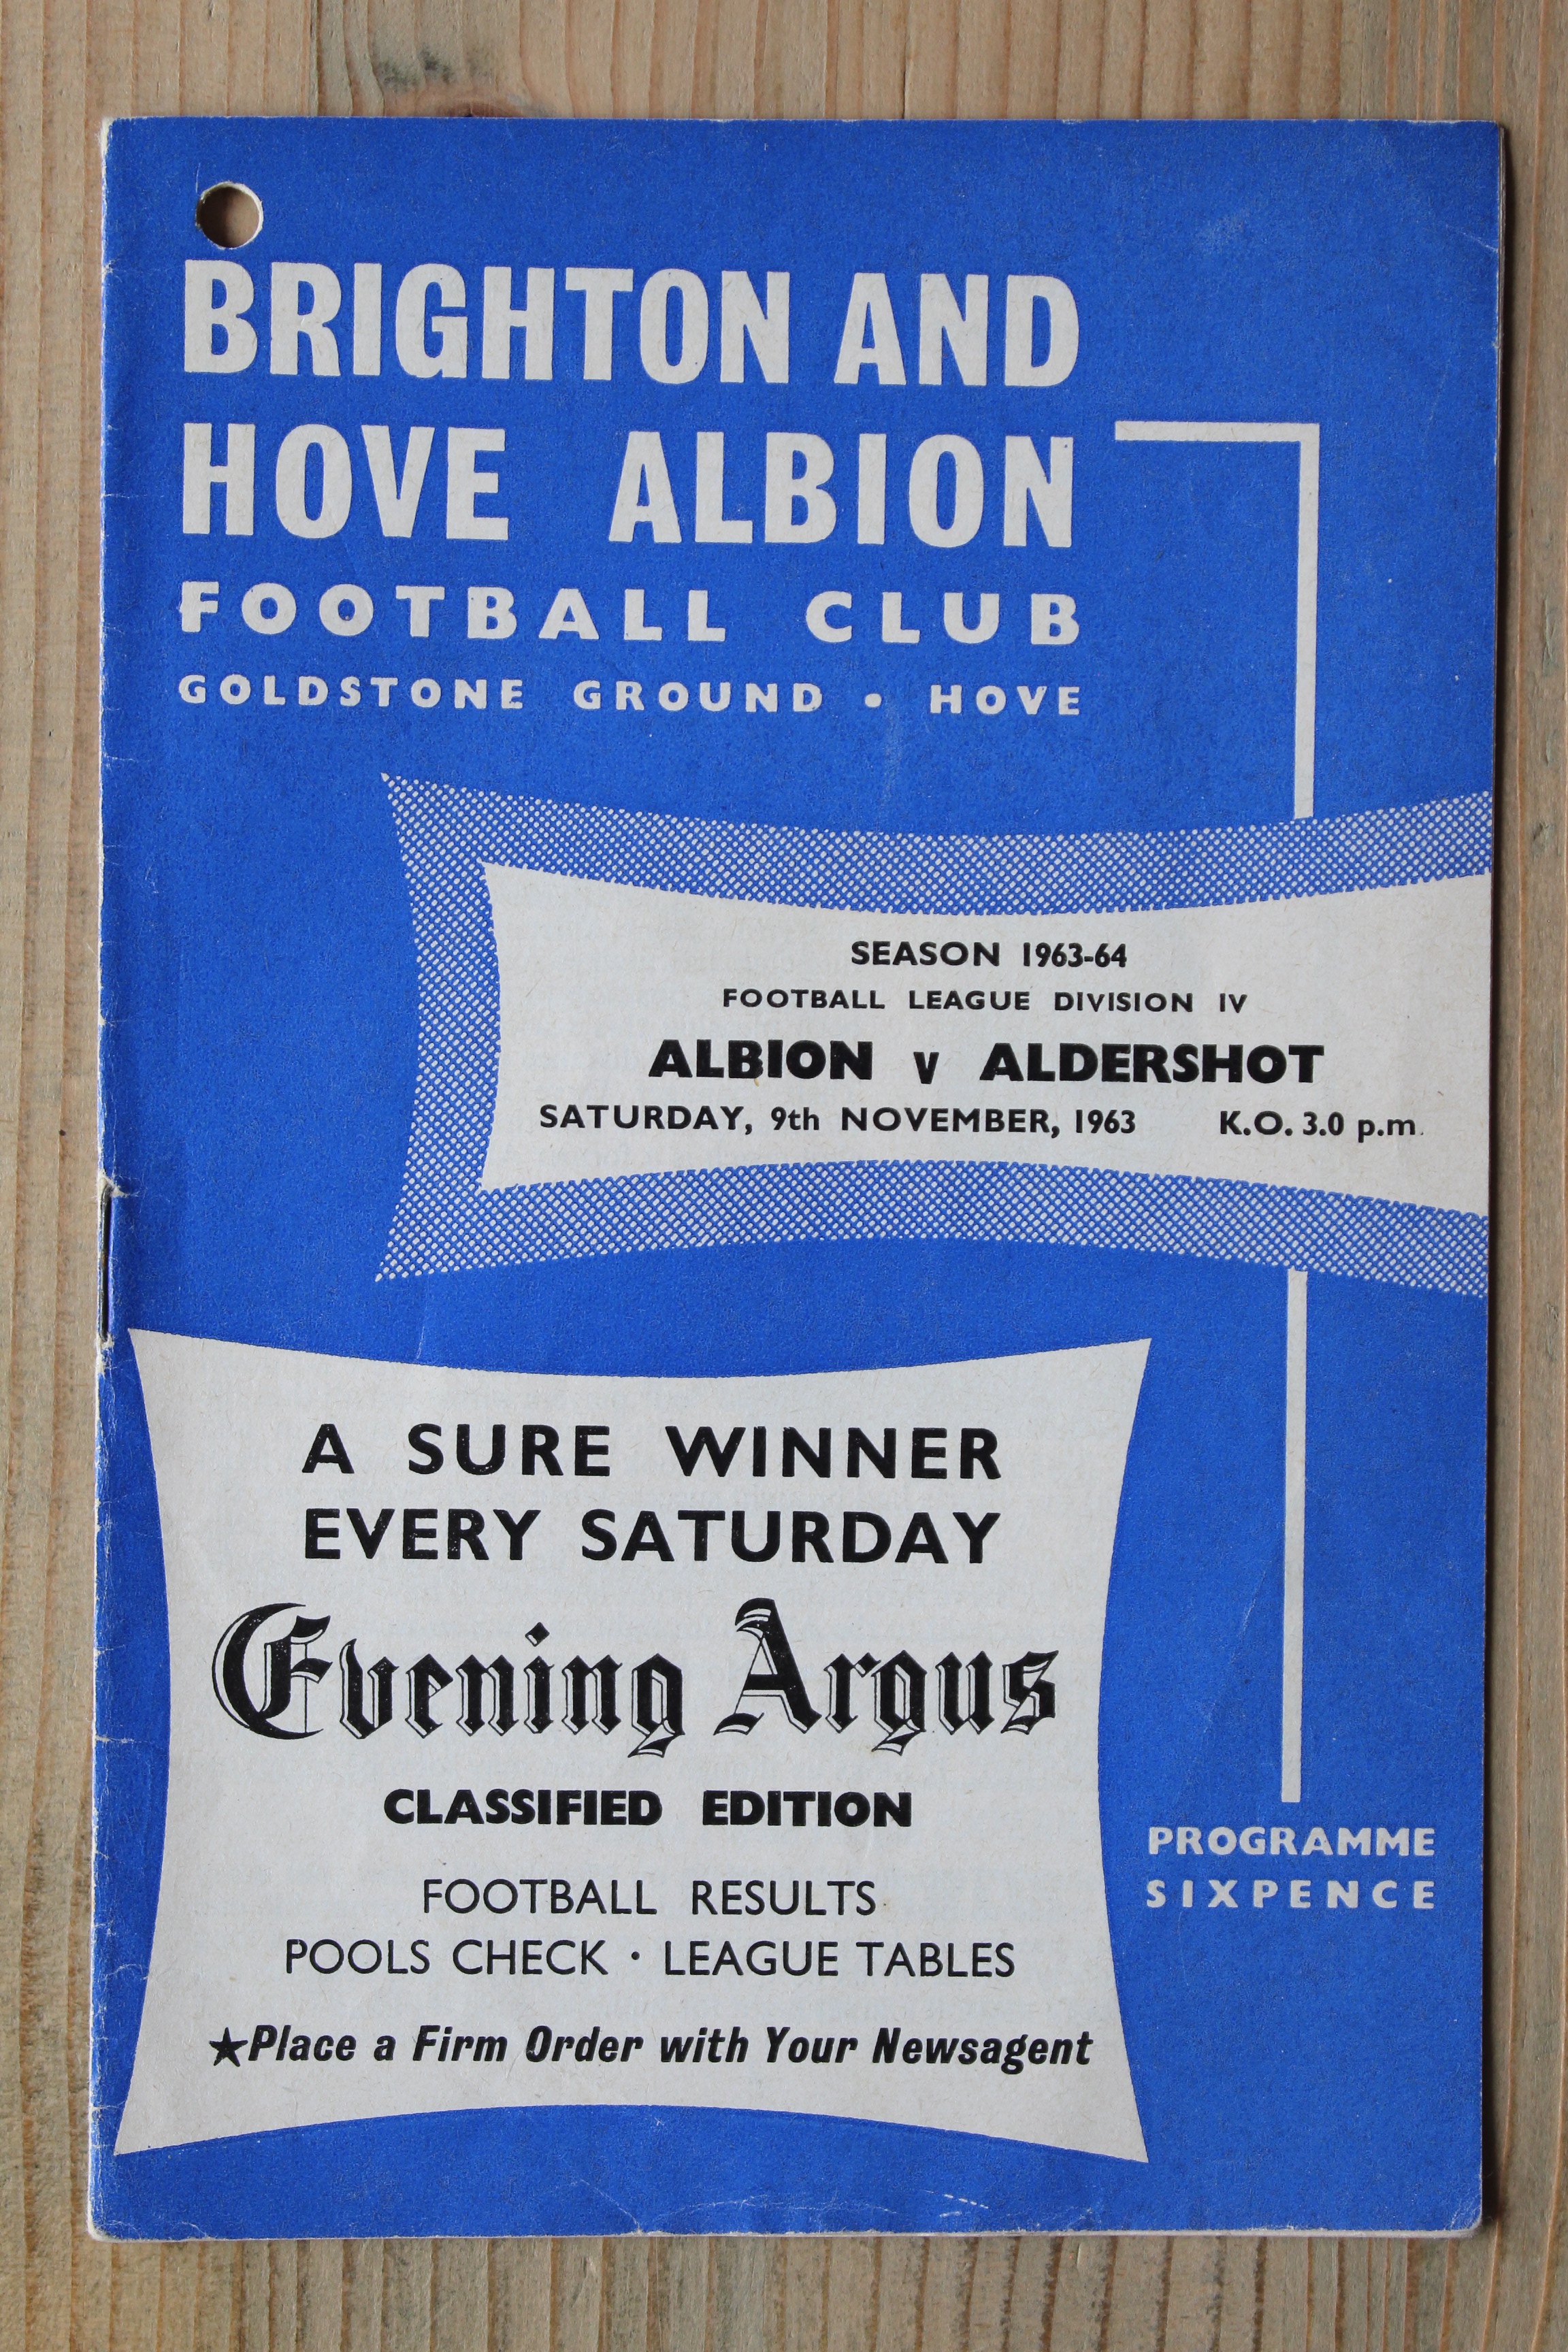 BRIGHTON AND
HOVE ALBION
FOOTBALL CLUB
GOLDSTONE GROUND • HOVE
SEASON 1963-64
FOOTBALL LEAGUE DIVISION IV
ALBION v ALDERSHOT
SATURDAY, 9th NOVEMBER, 1963 K.O. 3.0 p.m.
A SURE WINNER
EVERY SATURDAY
Evening Argus
CLASSIFIED EDITION
FOOTBALL RESULTS
POOLS CHECK • LEAGUE TABLES
★Place a Firm Order with Your Newsagent
PROGRAMME
SIXPENCE